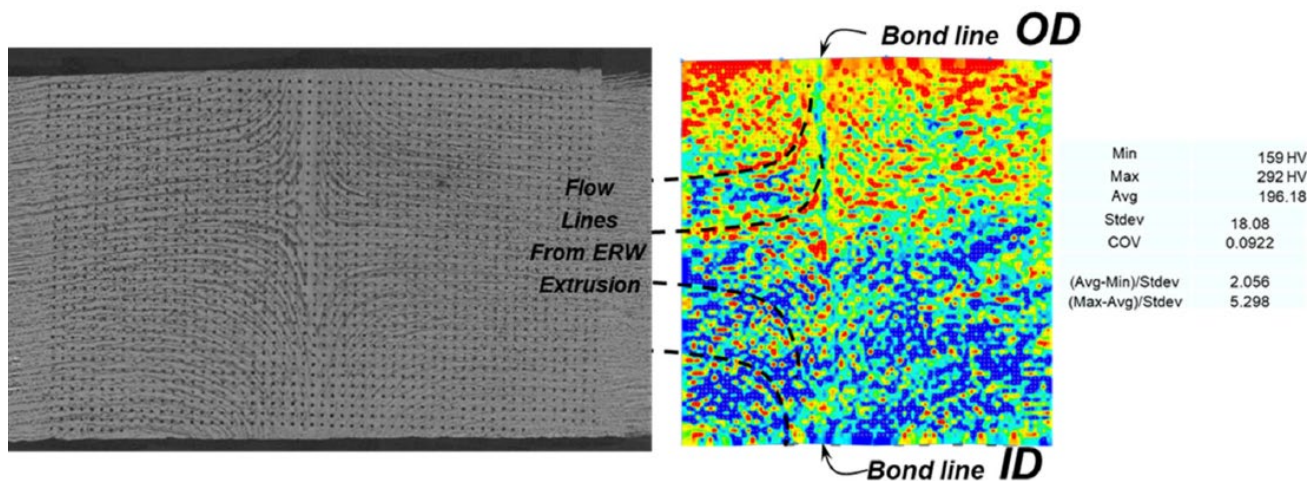 Bond line OD
Flow
Lines
From ERW
Extrusion
Min 159 HV
Max 292 HV
Avg 196.18
Stdev 18.08
COV 0.0922
(Avg-Min)/Stdev 2.056
(Max-Avg)/Stdev 5.298
Bond line ID